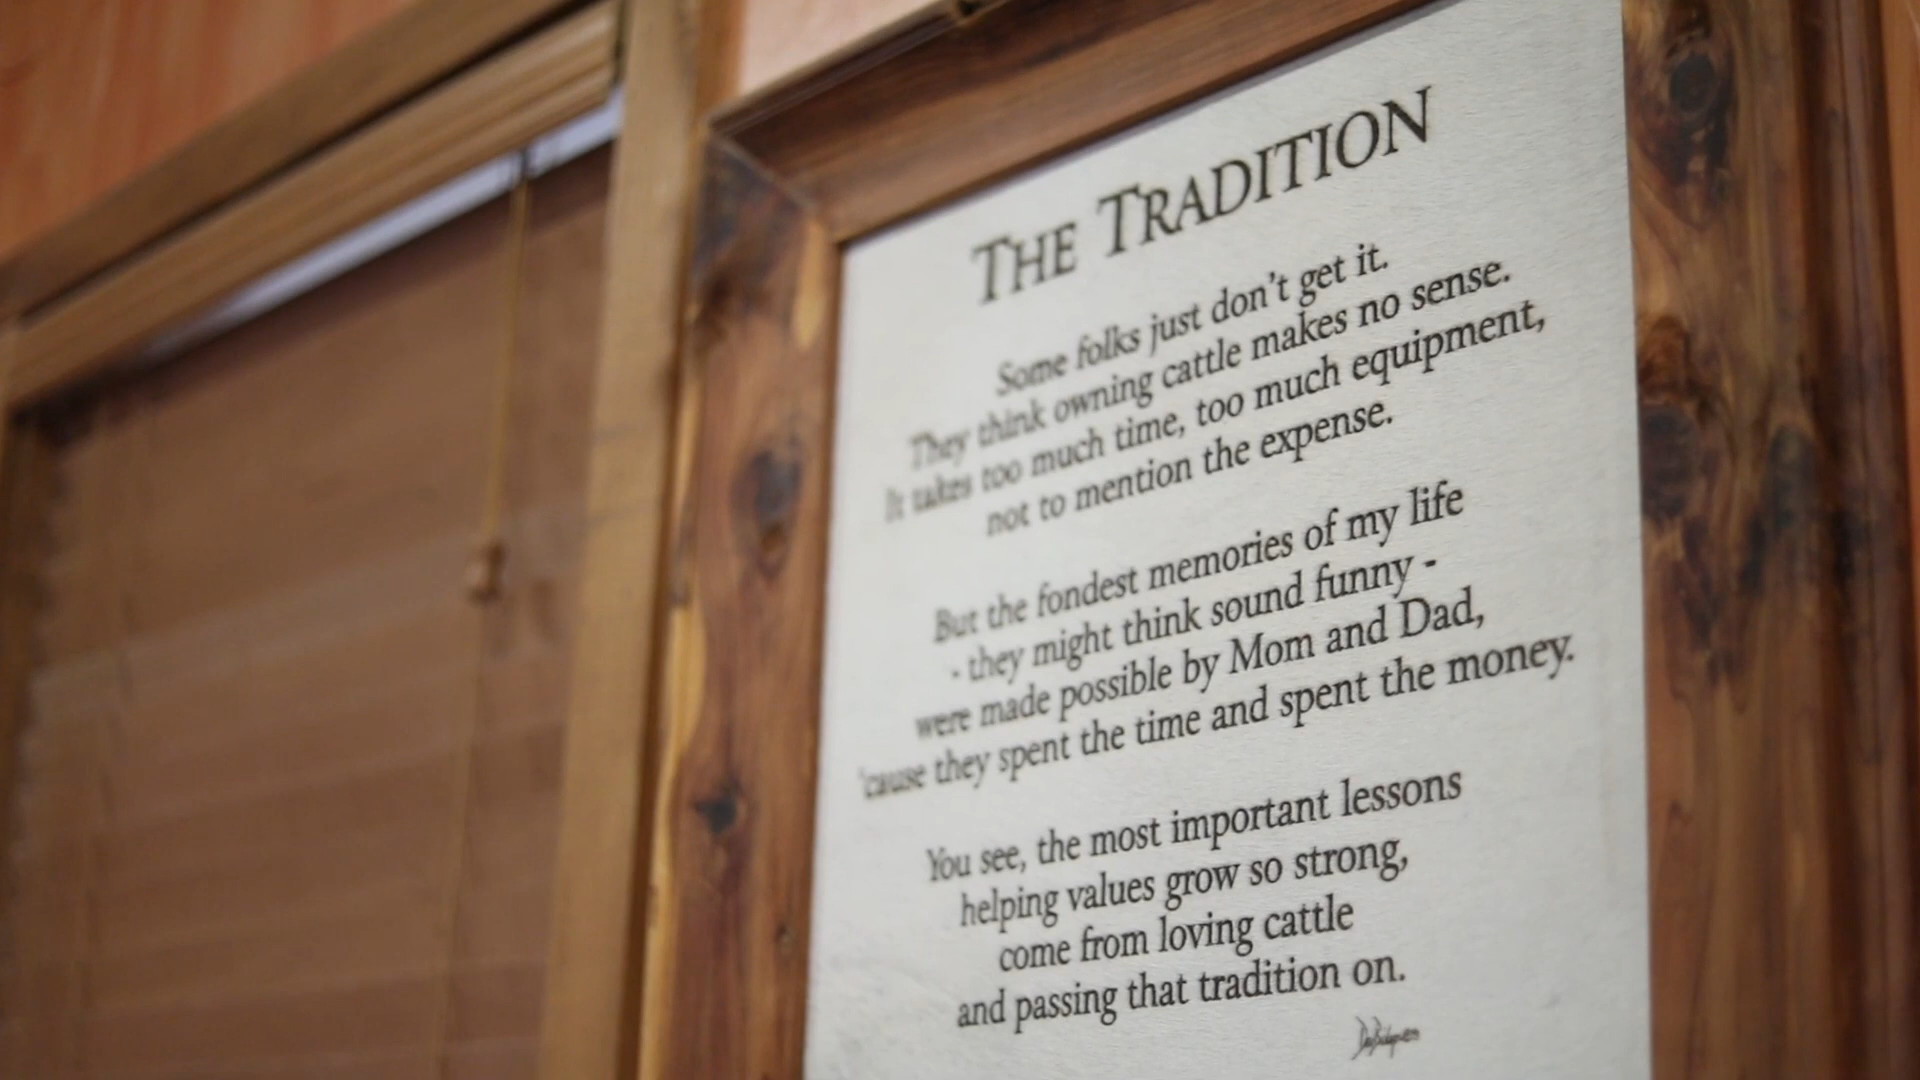 THE TRADITION
Some folks just don't get it.
They think owning cattle makes no sense.
It takes too much time, too much equipment,
not to mention the expense.
But the fondest memories of my life
- they might think sound funny -
were made possible by Mom and Dad,
'cause they spent the time and spent the money.
You see, the most important lessons
helping values grow so strong,
come from loving cattle
and passing that tradition on.